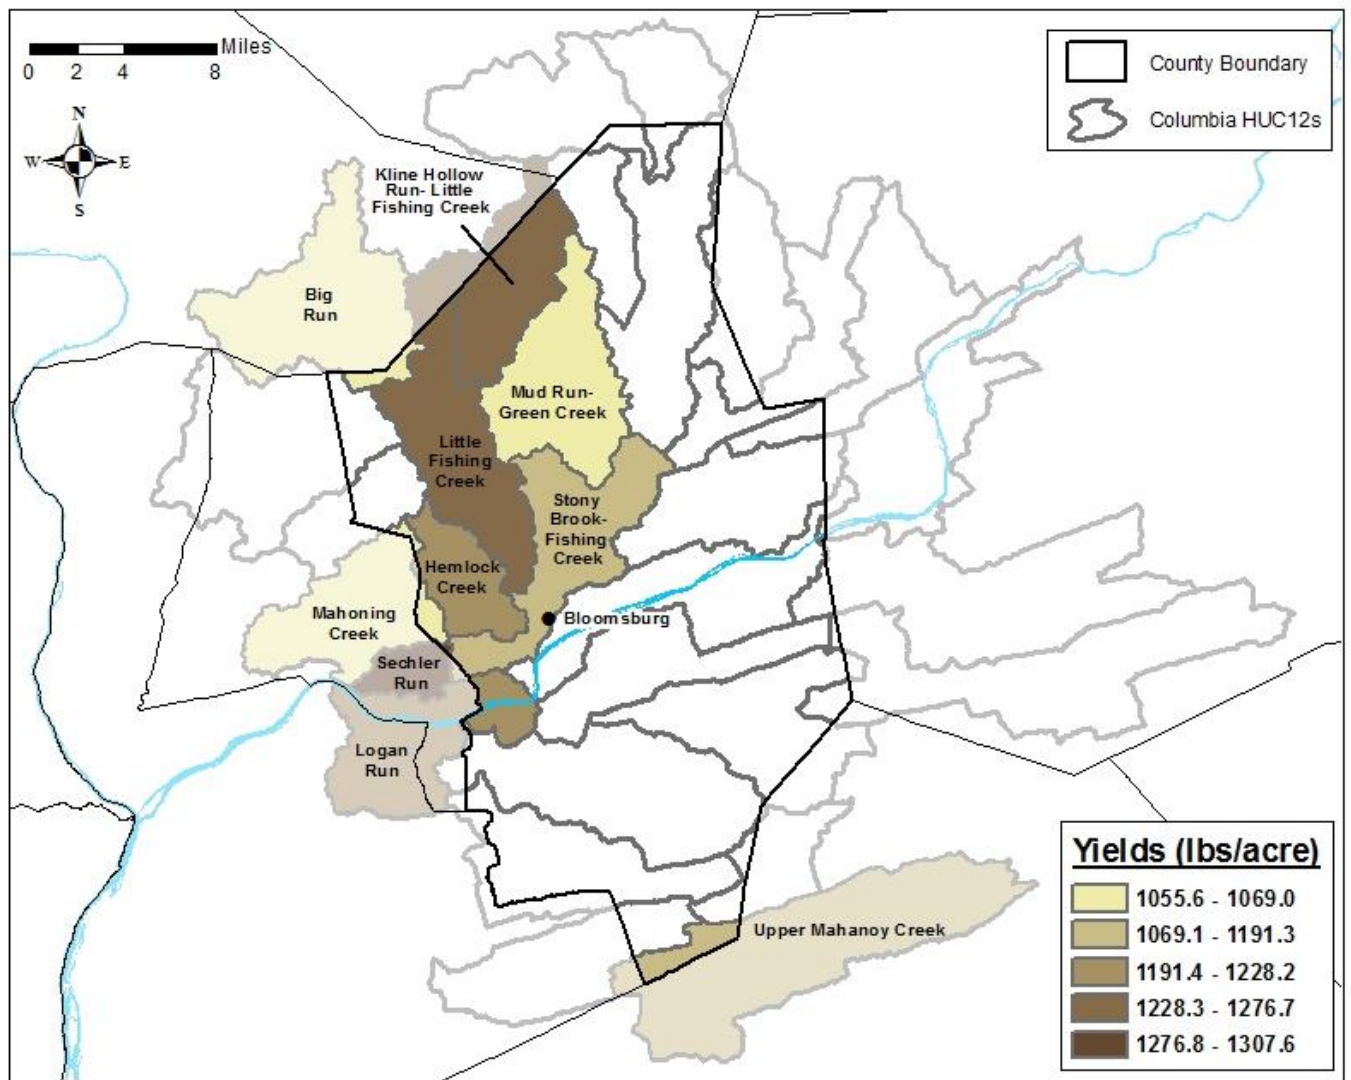 Miles
0 2 4 8
N
W E
S
County Boundary
Columbia HUC12s
Kline Hollow
Run- Little
Fishing Creek
Big
Run
Mud Run-
Green Creek
Little
Fishing
Creek
Stony
Brook-
Fishing
Creek
Hemlock
Creek
Mahoning
Creek
Bloomsburg
Sechler
Run
Logan
Run
Upper Mahanoy Creek
Yields (lbs/acre)
1055.6 - 1069.0
1069.1 - 1191.3
1191.4 - 1228.2
1228.3 - 1276.7
1276.8 - 1307.6